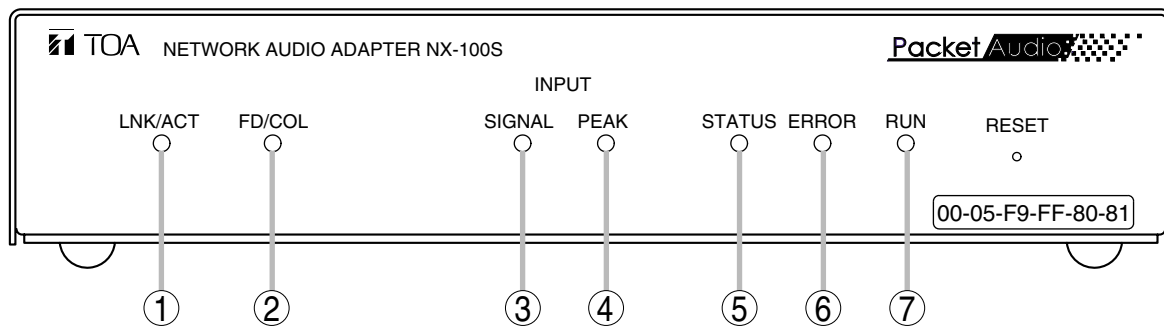 TOA NETWORK AUDIO ADAPTER NX-100S Packet Audio
INPUT
LNK/ACT FD/COL SIGNAL PEAK STATUS ERROR RUN RESET
00-05-F9-FF-80-81
① ② ③ ④ ⑤ ⑥ ⑦